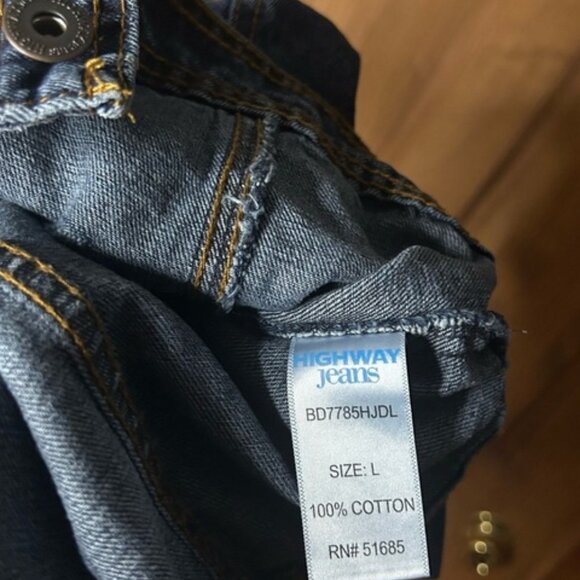 HIGHWAY
jeans
BD7785HJDL
SIZE: L
100% COTTON
RN# 51685